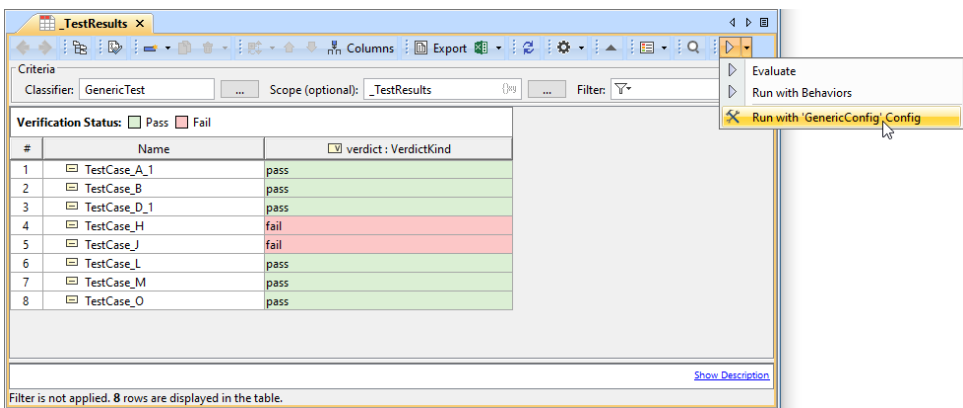 _TestResults
Columns Export
Criteria
Classifier: GenericTest ... Scope (optional): _TestResults ... Filter:
Evaluate
Run with Behaviors
Run with 'GenericConfig' Config
Verification Status: Pass Fail
# Name verdict : VerdictKind
1 TestCase_A_1 pass
2 TestCase_B pass
3 TestCase_D_1 pass
4 TestCase_H fail
5 TestCase_J fail
6 TestCase_L pass
7 TestCase_M pass
8 TestCase_O pass
Show Description
Filter is not applied. 8 rows are displayed in the table.